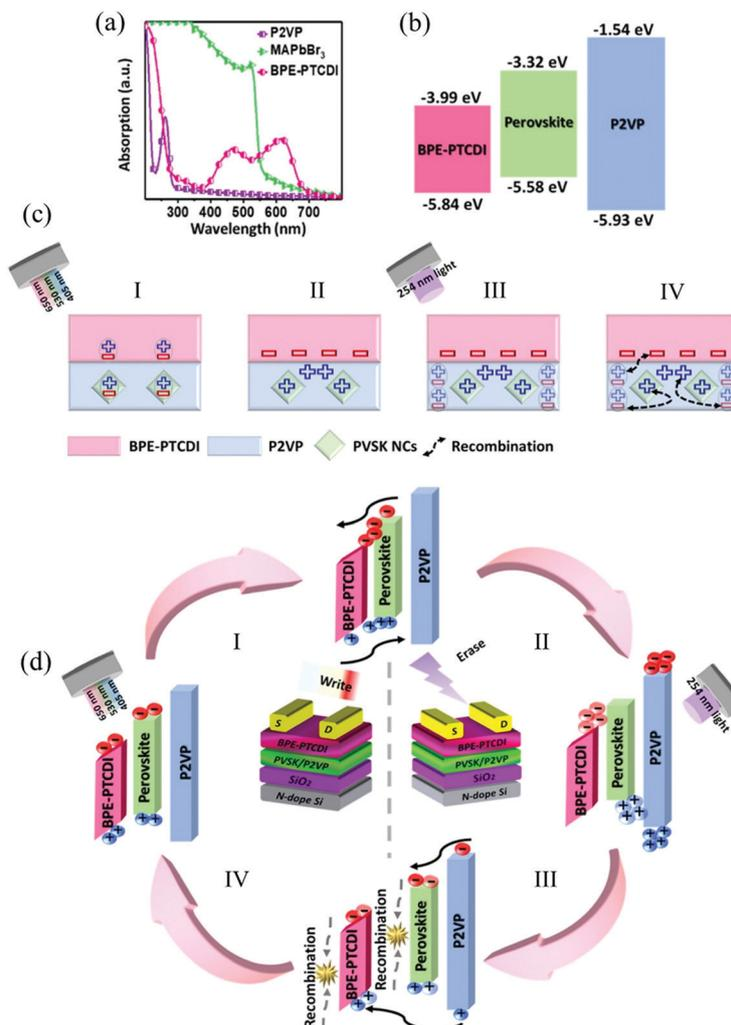 (a)
P2VP
MAPbBr3
BPE-PTCDI
Absorption (a.u.)
300 400 500 600 700
Wavelength (nm)
(b)
-1.54 eV
-3.32 eV
-3.99 eV
BPE-PTCDI
Perovskite
P2VP
-5.84 eV
-5.58 eV
-5.93 eV
(c)
650 nm
530 nm
405 nm
254 nm light
I II III IV
BPE-PTCDI P2VP PVSK NCs Recombination
BPE-PTCDI
Perovskite
P2VP
(d)
I
II
650 nm
530 nm
405 nm
Write
Erase
254 nm light
S D
BPE-PTCDI
PVSK/P2VP
SiO2
N-dope Si
S D
BPE-PTCDI
PVSK/P2VP
SiO2
N-dope Si
BPE-PTCDI
Perovskite
P2VP
BPE-PTCDI
Perovskite
P2VP
IV
III
Recombination
BPE-PTCDI
Recombination
Perovskite
P2VP